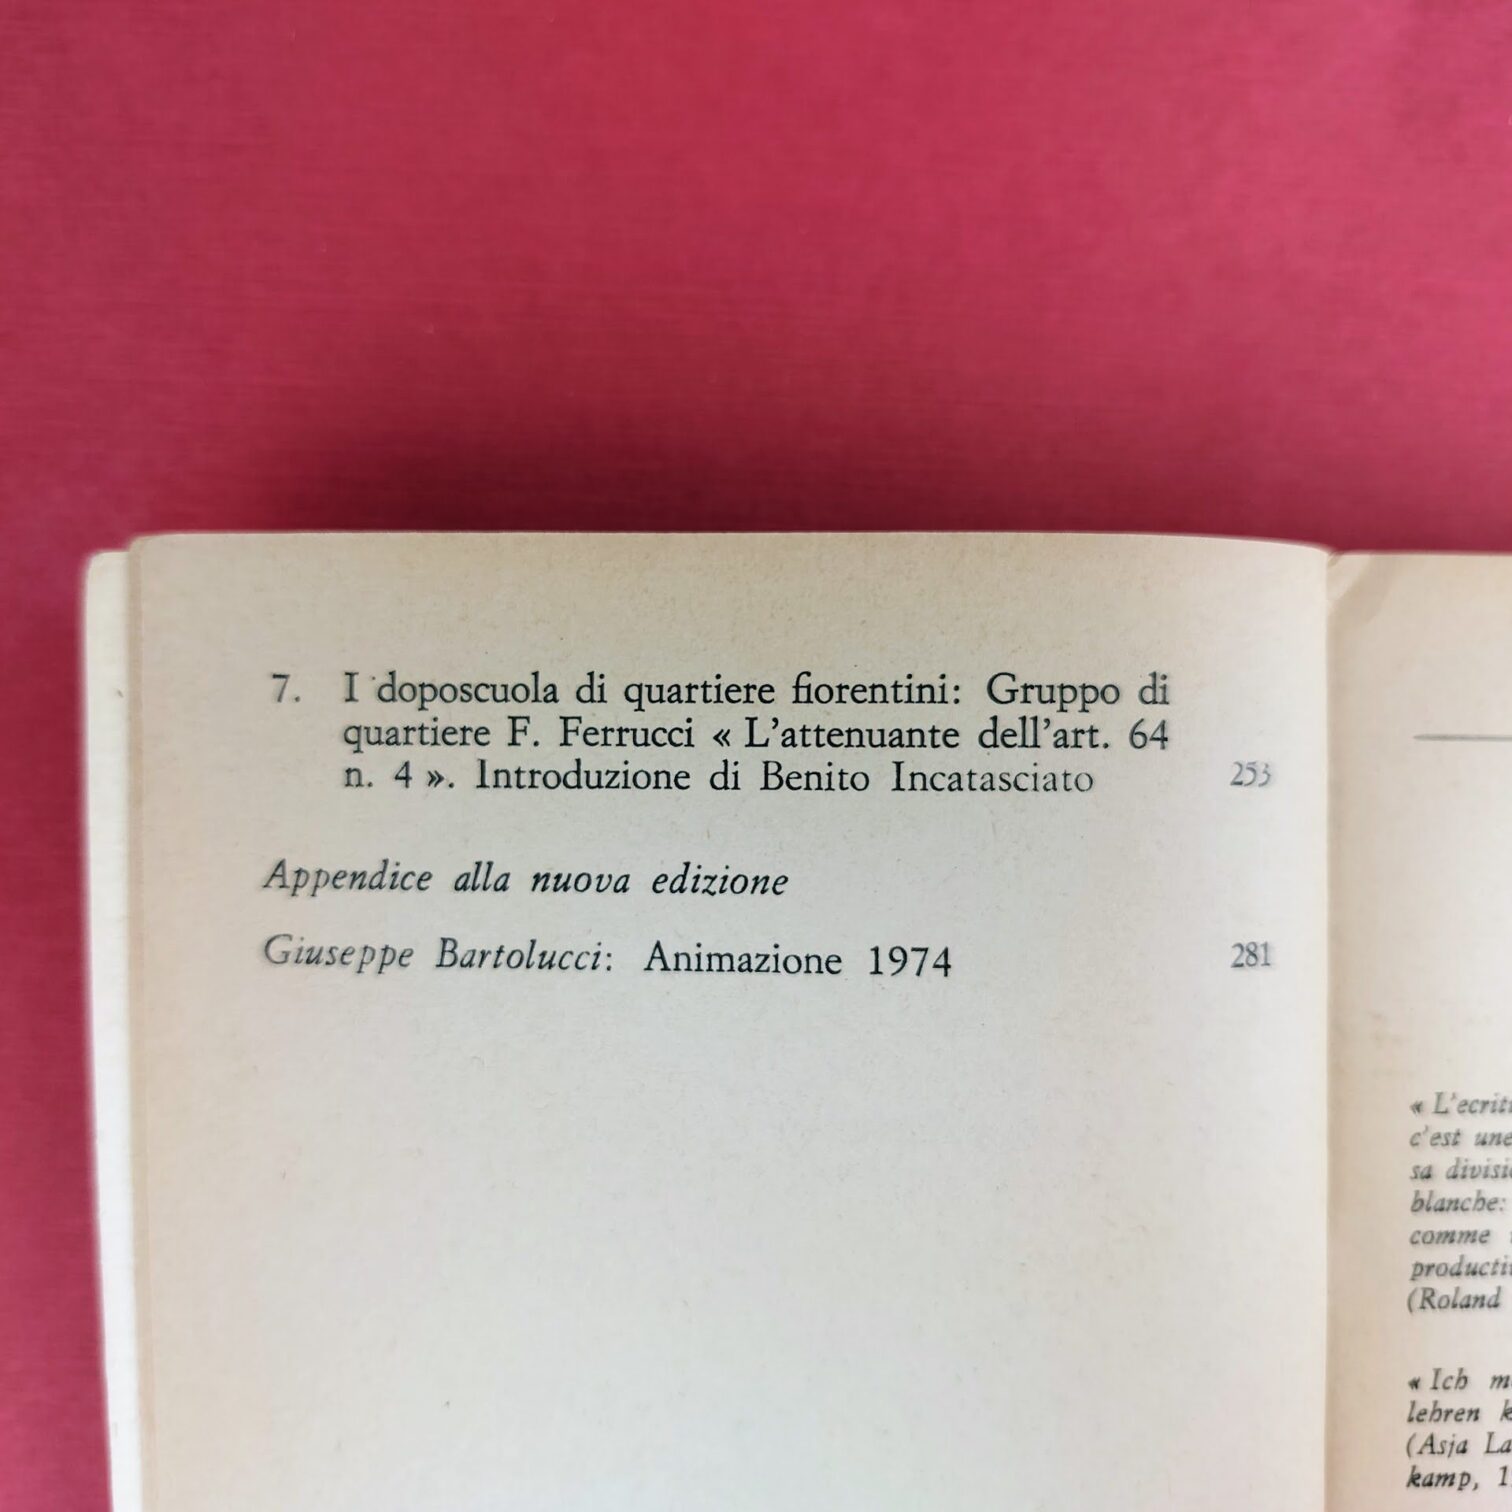 7. I doposcuola di quartiere fiorentini: Gruppo di
quartiere F. Ferrucci « L'attenuante dell'art. 64
n. 4 ». Introduzione di Benito Incatasciato 253
Appendice alla nuova edizione
Giuseppe Bartolucci: Animazione 1974 281
« L'ecrit
c'est une
sa divisi
blanche:
comme
producti
(Roland
« Ich m
lehren k
(Asja La
kamp, 1